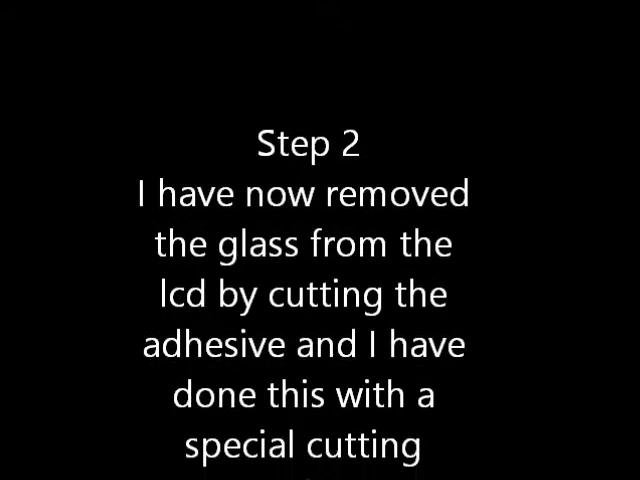 Step 2
I have now removed
the glass from the
lcd by cutting the
adhesive and I have
done this with a
special cutting